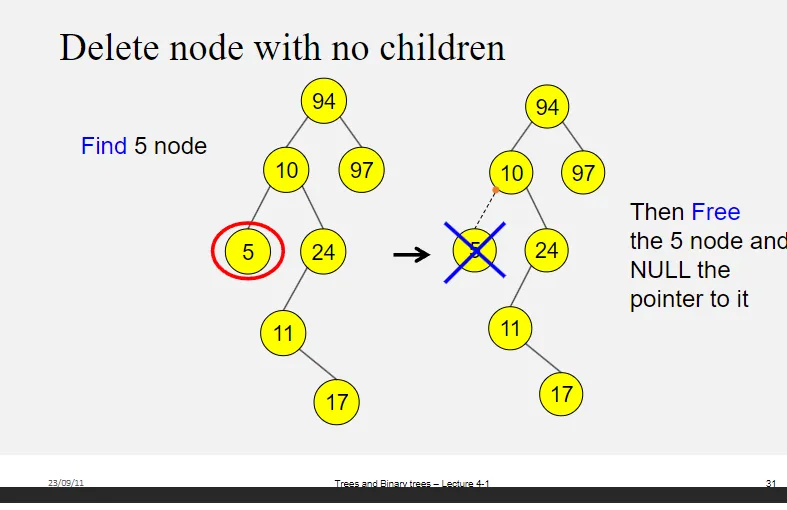 Delete node with no children
Find 5 node
94
10
97
5
24
11
17
94
10
97
5
24
11
17
Then Free
the 5 node and
NULL the
pointer to it
23/09/11
Trees and Binary trees – Lecture 4-1
31